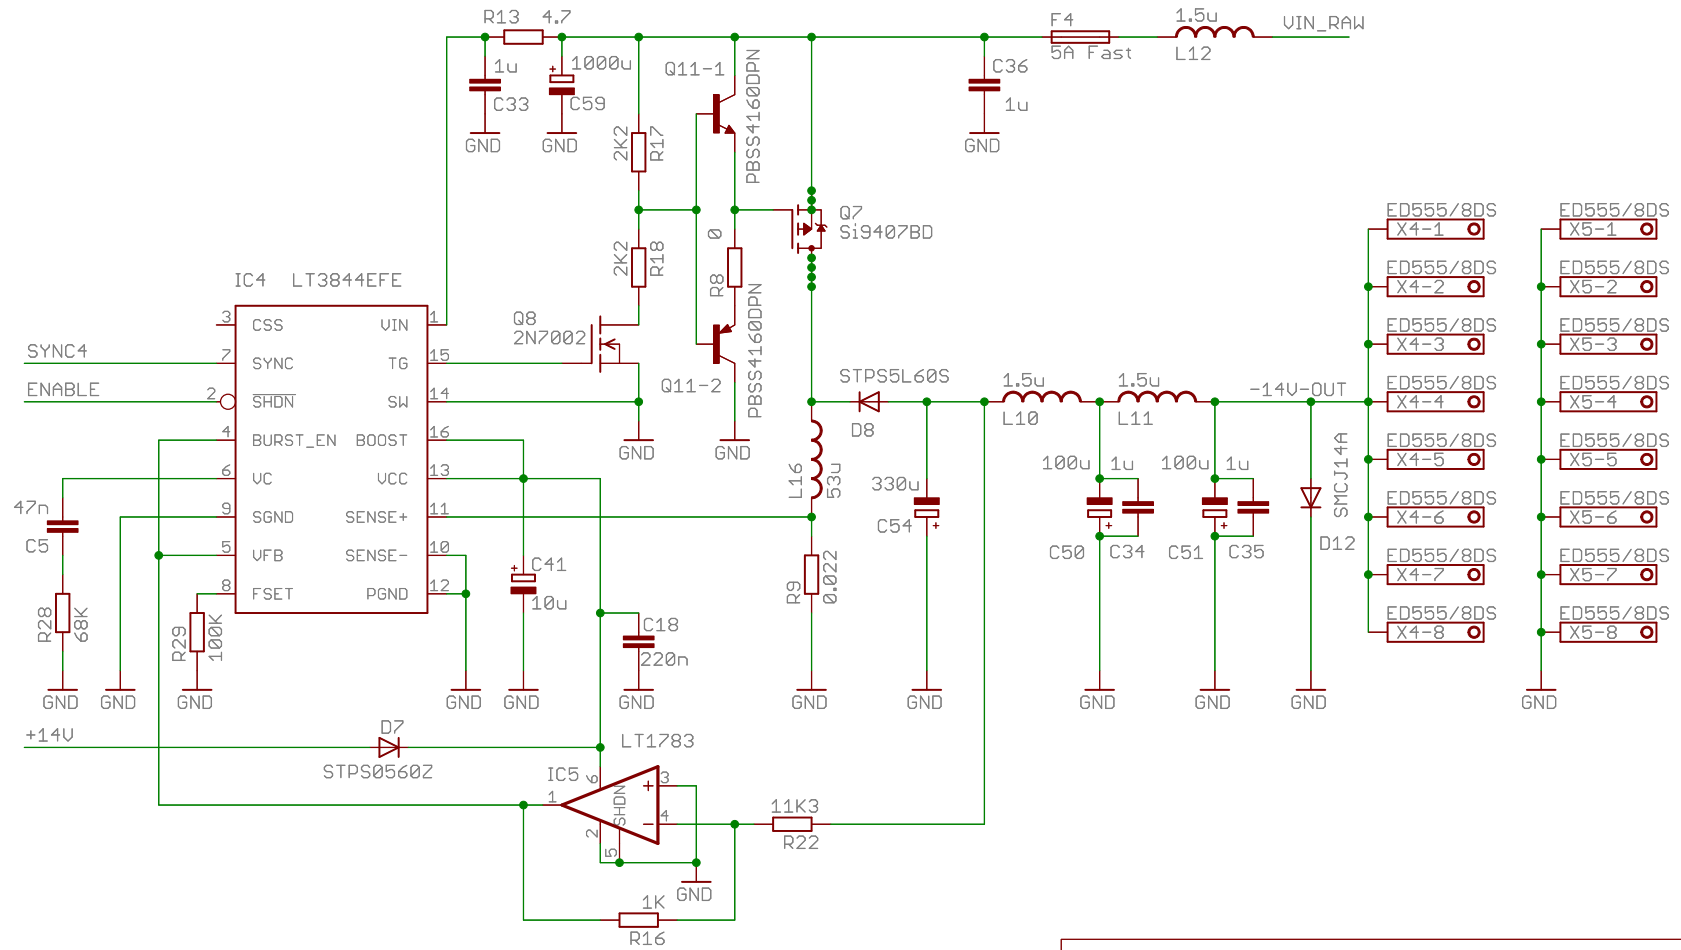 R13 4.7
1u
C33
GND
1000u
C59
GND
Q11-1
PBSS4160DPN
2K2
R17
2K2
R18
0
R8
Q7
Si9407BD
C36
1u
GND
F4
5A Fast
1.5u
L12
VIN_RAW
IC4 LT3844EFE
3 CSS
7 SYNC
2 SHDN
4 BURST_EN
6 VC
9 SGND
5 VFB
8 FSET
VIN 1
TG 15
SW 14
BOOST 16
VCC 13
SENSE+ 11
SENSE- 10
PGND 12
SYNC4
ENABLE
Q8
2N7002
GND
Q11-2
PBSS4160DPN
GND
STPS5L60S
D8
L16
53u
R9
0.022
GND
330u
C54
GND
1.5u
L10
1.5u
L11
-14V-OUT
100u 1u
C50 C34
GND
100u 1u
C51 C35
GND
SMCJ14A
D12
GND
47n
C5
R28
68K
GND
GND
R29
100K
GND
GND
C41
10u
GND
C18
220n
GND
+14V
D7
STPS0560Z
LT1783
IC5
1
6
SHDN
2
5
3
4
+
-
GND
11K3
R22
1K
R16
ED555/8DS
X4-1
ED555/8DS
X4-2
ED555/8DS
X4-3
ED555/8DS
X4-4
ED555/8DS
X4-5
ED555/8DS
X4-6
ED555/8DS
X4-7
ED555/8DS
X4-8
ED555/8DS
X5-1
ED555/8DS
X5-2
ED555/8DS
X5-3
ED555/8DS
X5-4
ED555/8DS
X5-5
ED555/8DS
X5-6
ED555/8DS
X5-7
ED555/8DS
X5-8
GND